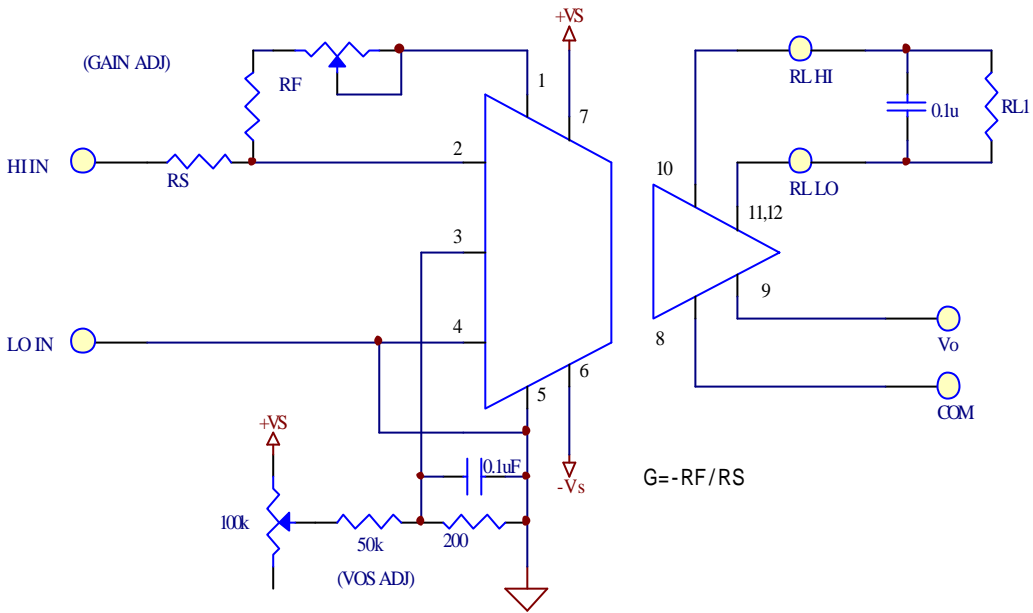 +VS
(GAIN ADJ)
RF
1
7
RL HI
0.1u
RL1
HI IN
RS
2
10
RL LO
11,12
3
9
LO IN
4
8
Vo
6
5
COM
+VS
0.1uF
-Vs
G=-RF/RS
100k
50k
200
(VOS ADJ)